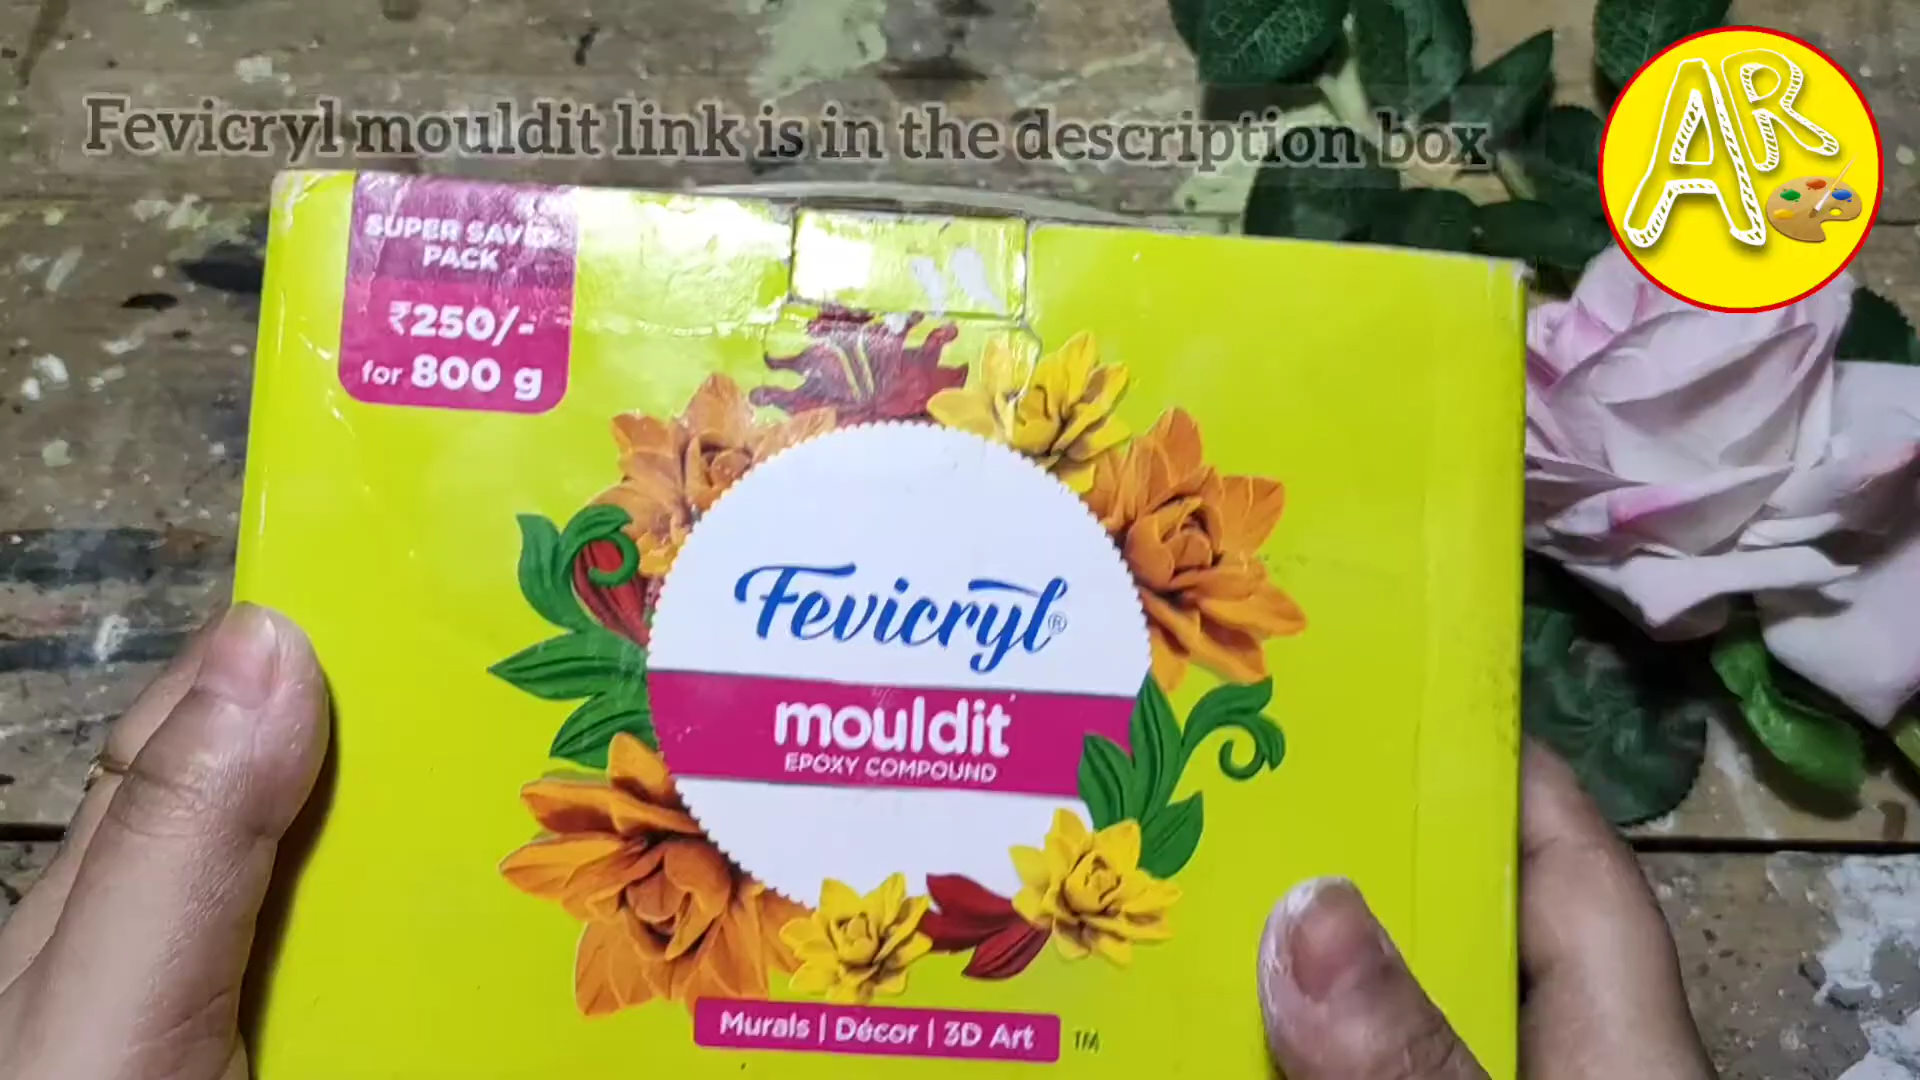 Fevicryl mouldit link is in the description box
AR
SUPER SAVER
PACK
₹250/-
for 800 g
Fevicryl®
mouldit
EPOXY COMPOUND
Murals | Décor | 3D Art TM